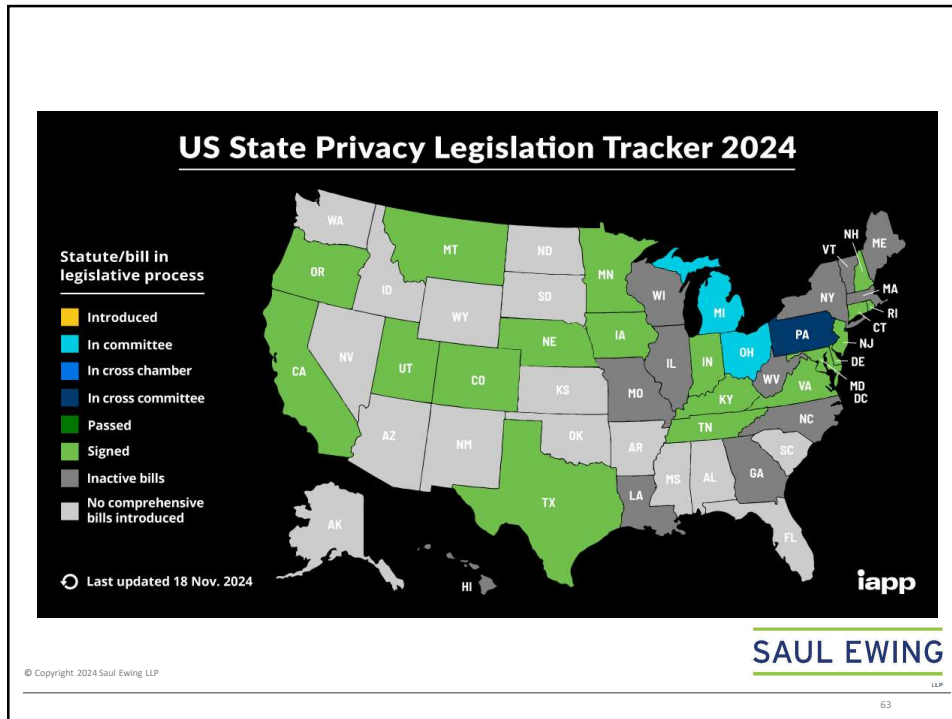 US State Privacy Legislation Tracker 2024
Statute/bill in
legislative process
Introduced
In committee
In cross chamber
In cross committee
Passed
Signed
Inactive bills
No comprehensive
bills introduced
Last updated 18 Nov. 2024
WA
OR
CA
ID
NV
MT
WY
UT
AZ
CO
NM
ND
SD
NE
KS
OK
TX
MN
IA
MO
AR
LA
WI
IL
MI
IN
OH
KY
TN
MS
AL
GA
FL
SC
NC
VA
WV
PA
NY
VT
NH
ME
MA
RI
CT
NJ
DE
MD
DC
AK
HI
iapp
SAUL EWING
LLP
© Copyright 2024 Saul Ewing LLP
63